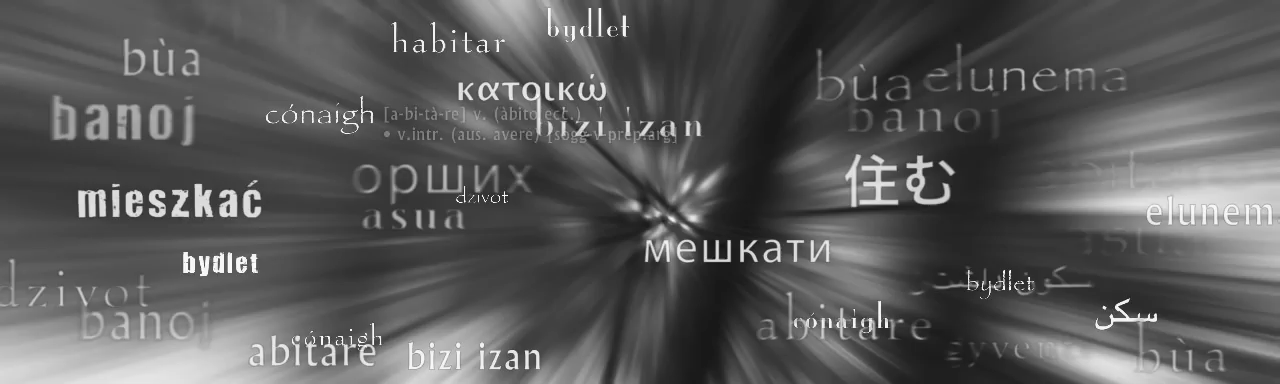 bydlet
habitar
bùa
κατοικώ
bùa
elunema
banoj
cónaigh
[a-bi-tà-re] v. (àbito ect.)
bizi izan
banoj
• v.intr. (aus. avere) [sogg-v-prep.arg]
орших
住む
mieszkać
dzivot
asua
elunem
мешкати
bydlet
dzivot
bydlet
banoj
سكن
cónaigh
abitare
cónaigh
abitare
bizi izan
bùa